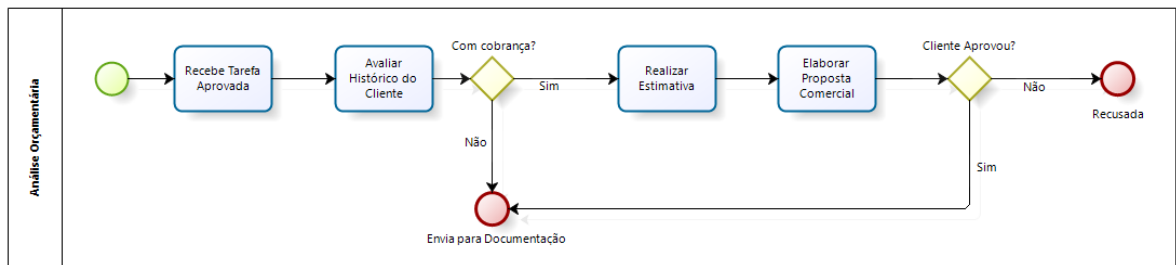 Análise Orçamentária
Recebe Tarefa
Aprovada
Avaliar
Histórico do
Cliente
Com cobrança?
Sim
Não
Realizar
Estimativa
Elaborar
Proposta
Comercial
Cliente Aprovou?
Não
Sim
Recusada
Envia para Documentação